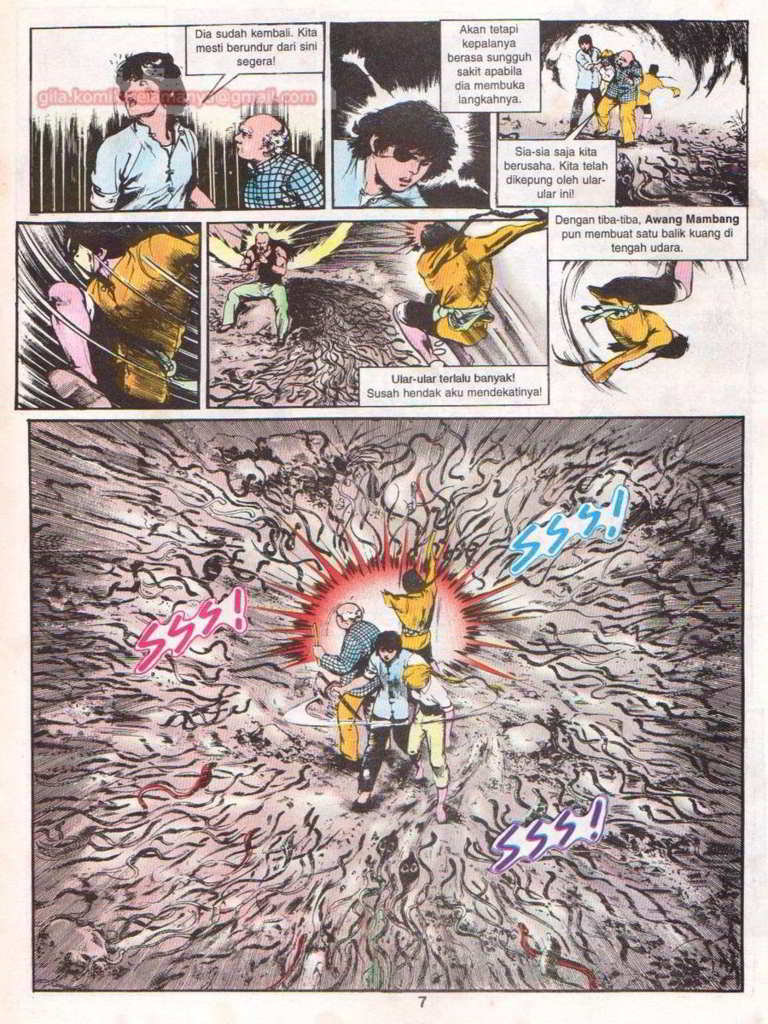 Dia sudah kembali. Kita
mesti berundur dari sini
segera!
Akan tetapi
kepalanya
berasa sungguh
sakit apabila
dia membuka
langkahnya.
Sia-sia saja kita
berusaha. Kita telah
dikepung oleh ular-
ular ini!
Ular-ular terlalu banyak!
Susah hendak aku mendekatinya!
Dengan tiba-tiba, Awang Mambang
pun membuat satu balik kuang di
tengah udara.
SSS!
SSS!
SSS!
7